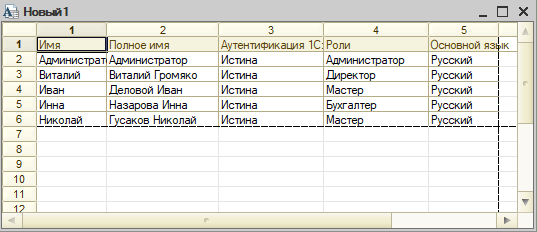 Новый1
1 2 3 4 5
1 Имя Полное имя Аутентификация 1С: Роли Основной язык
2 Администрато Администратор Истина Администратор Русский
3 Виталий Виталий Громяко Истина Директор Русский
4 Иван Деловой Иван Истина Мастер Русский
5 Инна Назарова Инна Истина Бухгалтер Русский
6 Николай Гусаков Николай Истина Мастер Русский
7
8
9
10
11
12